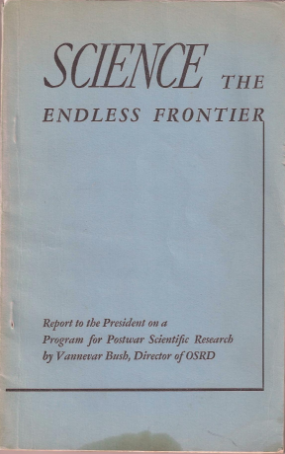 SCIENCE THE
ENDLESS FRONTIER
Report to the President on a
Program for Postwar Scientific Research
by Vannevar Bush, Director of OSRD